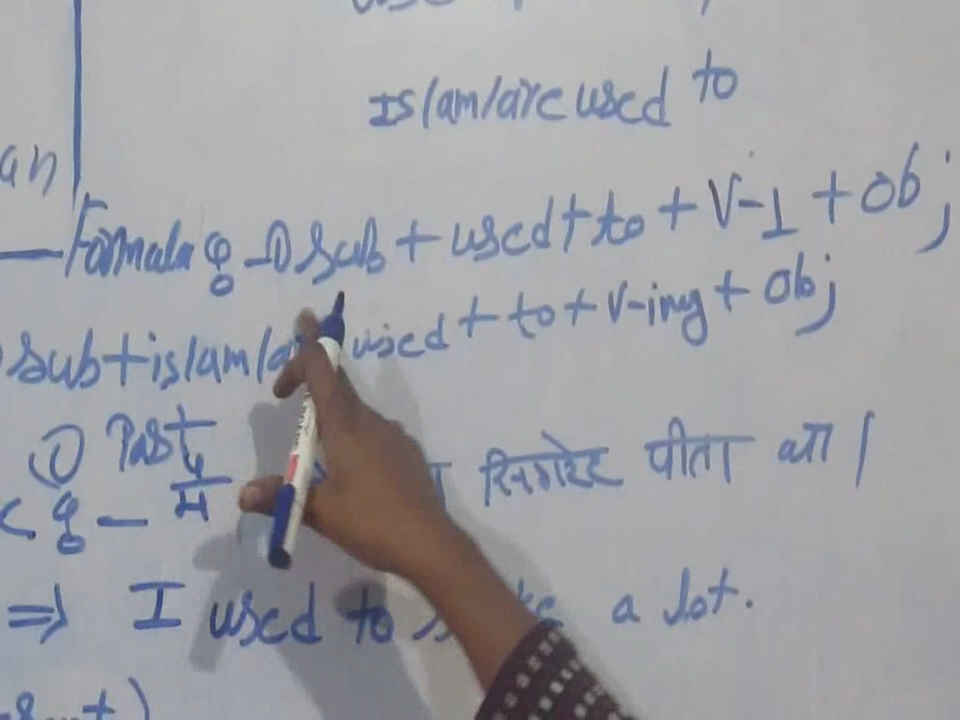 Is/am/are used to
an
Formula 8 - ① sub + used + to + V-1 + Obj
sub + is/am/ used + to + V-ing + Obj
① Past
सिगरेट पीता था।
⇒ I used to a lot.